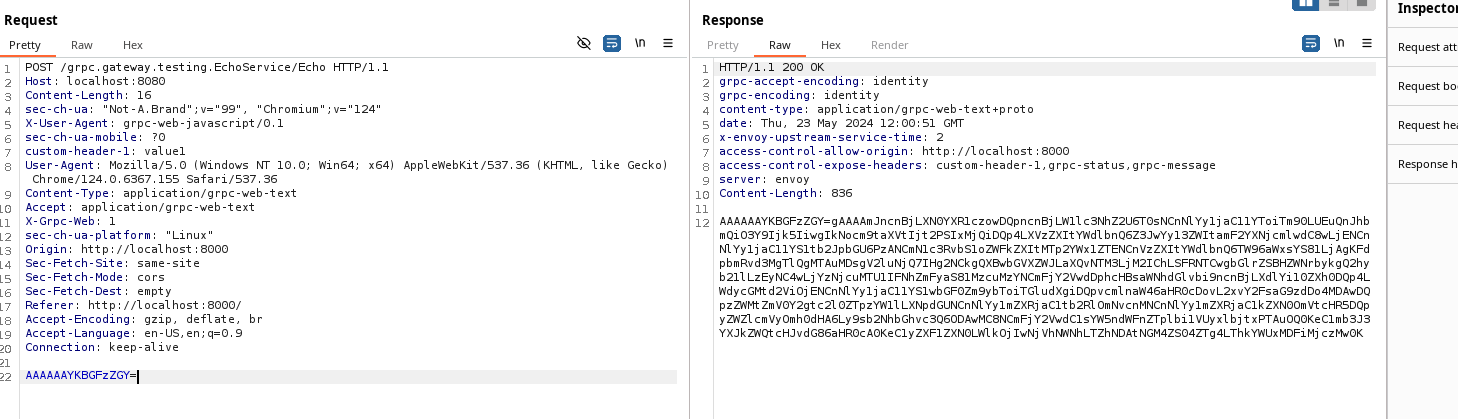 Request
Pretty Raw Hex
\n
1 POST /grpc.gateway.testing.EchoService/Echo HTTP/1.1
2 Host: localhost:8080
3 Content-Length: 16
4 sec-ch-ua: "Not-A.Brand";v="99", "Chromium";v="124"
5 X-User-Agent: grpc-web-javascript/0.1
6 sec-ch-ua-mobile: ?0
7 custom-header-1: value1
8 User-Agent: Mozilla/5.0 (Windows NT 10.0; Win64; x64) AppleWebKit/537.36 (KHTML, like Gecko)
Chrome/124.0.6367.155 Safari/537.36
9 Content-Type: application/grpc-web-text
10 Accept: application/grpc-web-text
11 X-Grpc-Web: 1
12 sec-ch-ua-platform: "Linux"
13 Origin: http://localhost:8000
14 Sec-Fetch-Site: same-site
15 Sec-Fetch-Mode: cors
16 Sec-Fetch-Dest: empty
17 Referer: http://localhost:8000/
18 Accept-Encoding: gzip, deflate, br
19 Accept-Language: en-US,en;q=0.9
20 Connection: keep-alive
21
22 AAAAAAYKBGFzZGY=
Response
Pretty Raw Hex Render
\n
1 HTTP/1.1 200 OK
2 grpc-accept-encoding: identity
3 grpc-encoding: identity
4 content-type: application/grpc-web-text+proto
5 date: Thu, 23 May 2024 12:00:51 GMT
6 x-envoy-upstream-service-time: 2
7 access-control-allow-origin: http://localhost:8000
8 access-control-expose-headers: custom-header-1,grpc-status,grpc-message
9 server: envoy
10 Content-Length: 836
11
12
Inspector
Request att
Request bo
Request hea
Response h